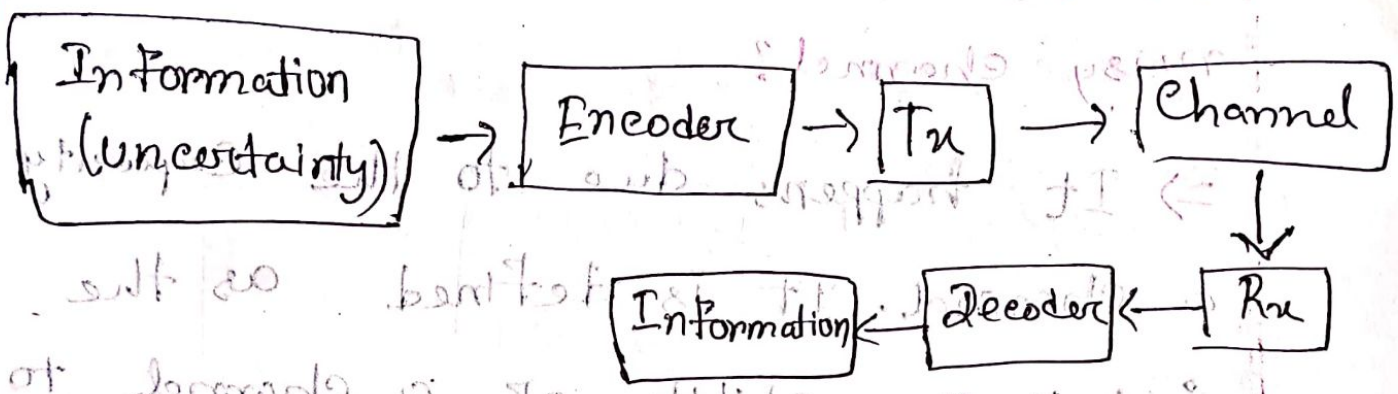 Information
(uncertainty)
Encoder
Tx
Channel
Rx
Decoder
Information